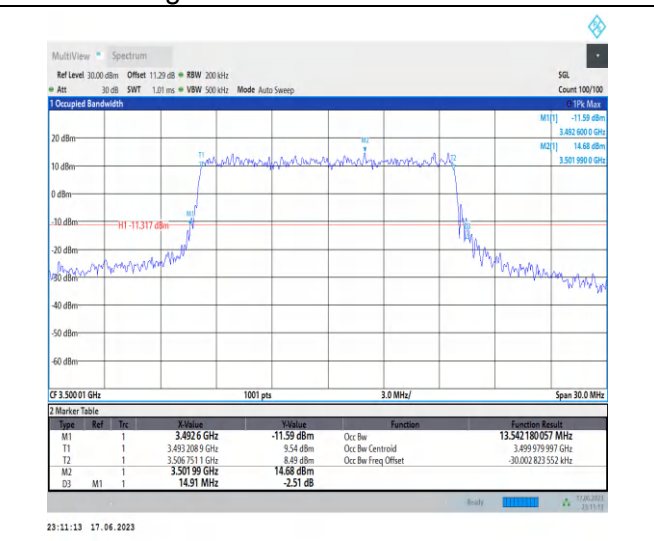 MultiView Spectrum
Ref Level 30.00 dBm Offset 11.29 dB RBW 200 kHz SGL
Att 30 dB SWT 1.01 ms VBW 500 kHz Mode Auto Sweep Count 100/100
1 Occupied Bandwidth 1Pk Max
M1[1] -11.59 dBm
3.492 600 0 GHz
M2[1] 14.68 dBm
3.501 990 0 GHz
20 dBm
M2
T1
T2
10 dBm
0 dBm
M1
-10 dBm
H1 -11.317 dBm
-20 dBm
-30 dBm
-40 dBm
-50 dBm
-60 dBm
CF 3.500 01 GHz 1001 pts 3.0 MHz/ Span 30.0 MHz
2 Marker Table
Type Ref Trc X-Value Y-Value Function Function Result
M1 1 3.492 6 GHz -11.59 dBm Occ Bw 13.542 180 057 MHz
T1 1 3.493 208 9 GHz 9.54 dBm Occ Bw Centroid 3.499 979 997 GHz
T2 1 3.506 751 1 GHz 8.49 dBm Occ Bw Freq Offset -30.002 823 552 kHz
M2 1 3.501 99 GHz 14.68 dBm
D3 M1 1 14.91 MHz -2.51 dB
Ready 17.06.2023
23:11:13
23:11:13 17.06.2023